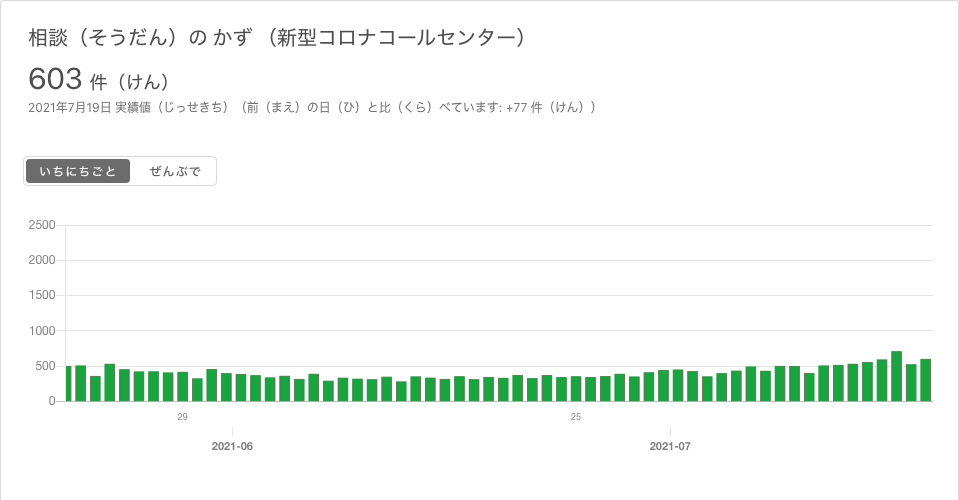 相談（そうだん）の かず （新型コロナコールセンター）
603 件（けん）
2021年7月19日 実績値（じっせきち）（前（まえ）の日（ひ）と比（くら）べています: +77 件（けん））
いちにちごと ぜんぶで
2500
2000
1500
1000
500
0
29 25
2021-06 2021-07